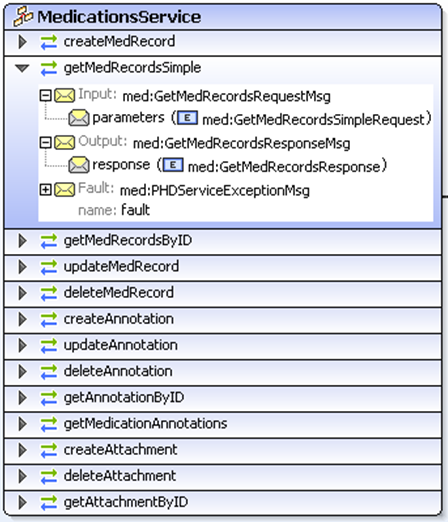 MedicationsService
createMedRecord
getMedRecordsSimple
Input: med:GetMedRecordsRequestMsg
parameters (E med:GetMedRecordsSimpleRequest)
Output: med:GetMedRecordsResponseMsg
response (E med:GetMedRecordsResponse)
Fault: med:PHDServiceExceptionMsg
name: fault
getMedRecordsByID
updateMedRecord
deleteMedRecord
createAnnotation
updateAnnotation
deleteAnnotation
getAnnotationByID
getMedicationAnnotations
createAttachment
deleteAttachment
getAttachmentByID